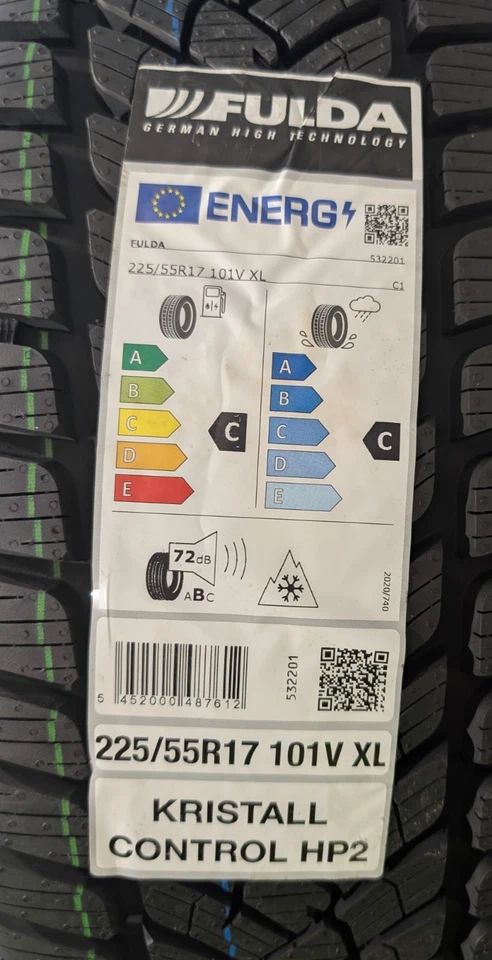 FULDA
GERMAN HIGH TECHNOLOGY
ENERG
FULDA 532201
225/55R17 101V XL C1
A A
B B
C C C C
D D
E E
72dB
ABC
2020/740
5 452000 487612
532201
225/55R17 101V XL
KRISTALL
CONTROL HP2